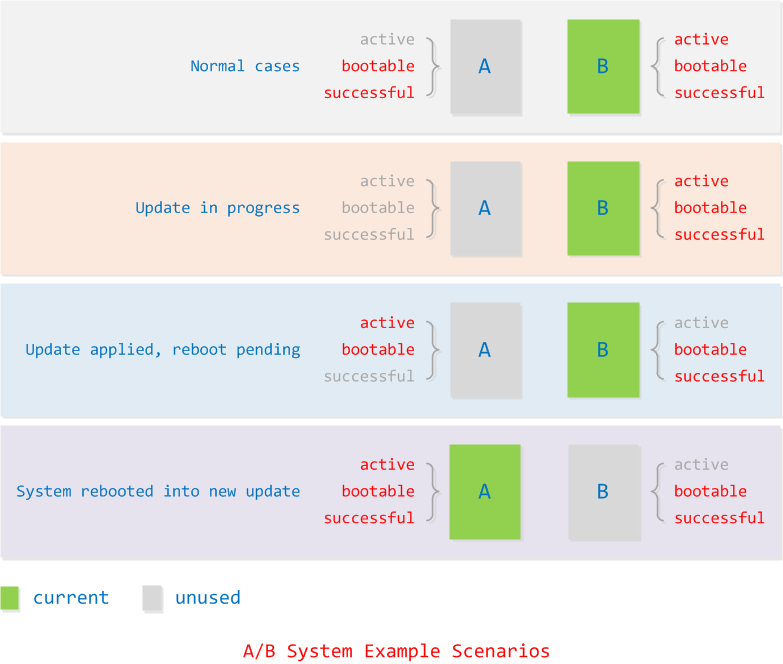 active active
Normal cases bootable A B bootable
successful successful
active active
Update in progress bootable A B bootable
successful successful
active active
Update applied, reboot pending bootable A B bootable
successful successful
active active
System rebooted into new update bootable A B bootable
successful successful
current unused
A/B System Example Scenarios